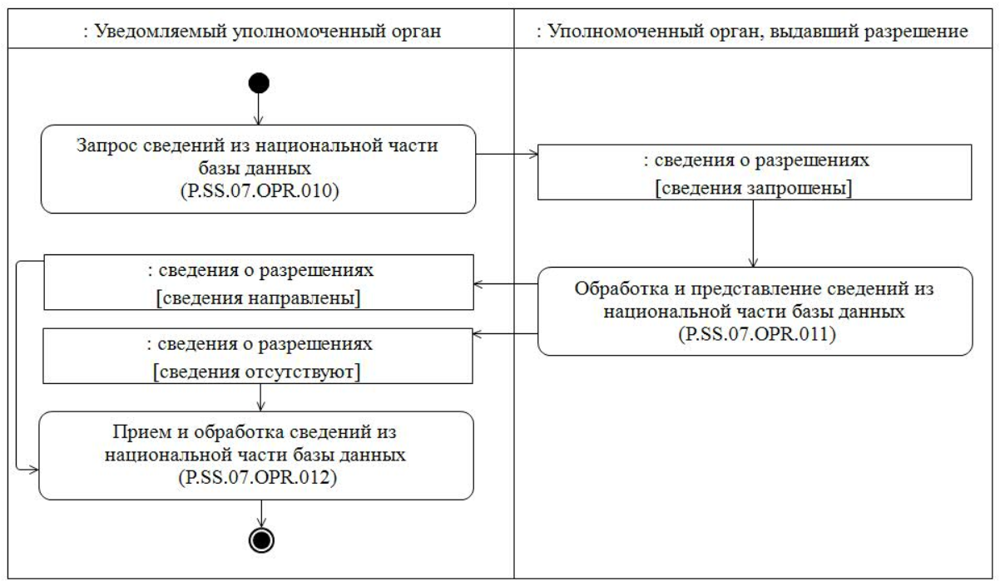 : Уведомляемый уполномоченный орган
: Уполномоченный орган, выдавший разрешение
Запрос сведений из национальной части
базы данных
(P.SS.07.OPR.010)
: сведения о разрешениях
[сведения запрошены]
: сведения о разрешениях
[сведения направлены]
Обработка и представление сведений из
национальной части базы данных
(P.SS.07.OPR.011)
: сведения о разрешениях
[сведения отсутствуют]
Прием и обработка сведений из
национальной части базы данных
(P.SS.07.OPR.012)